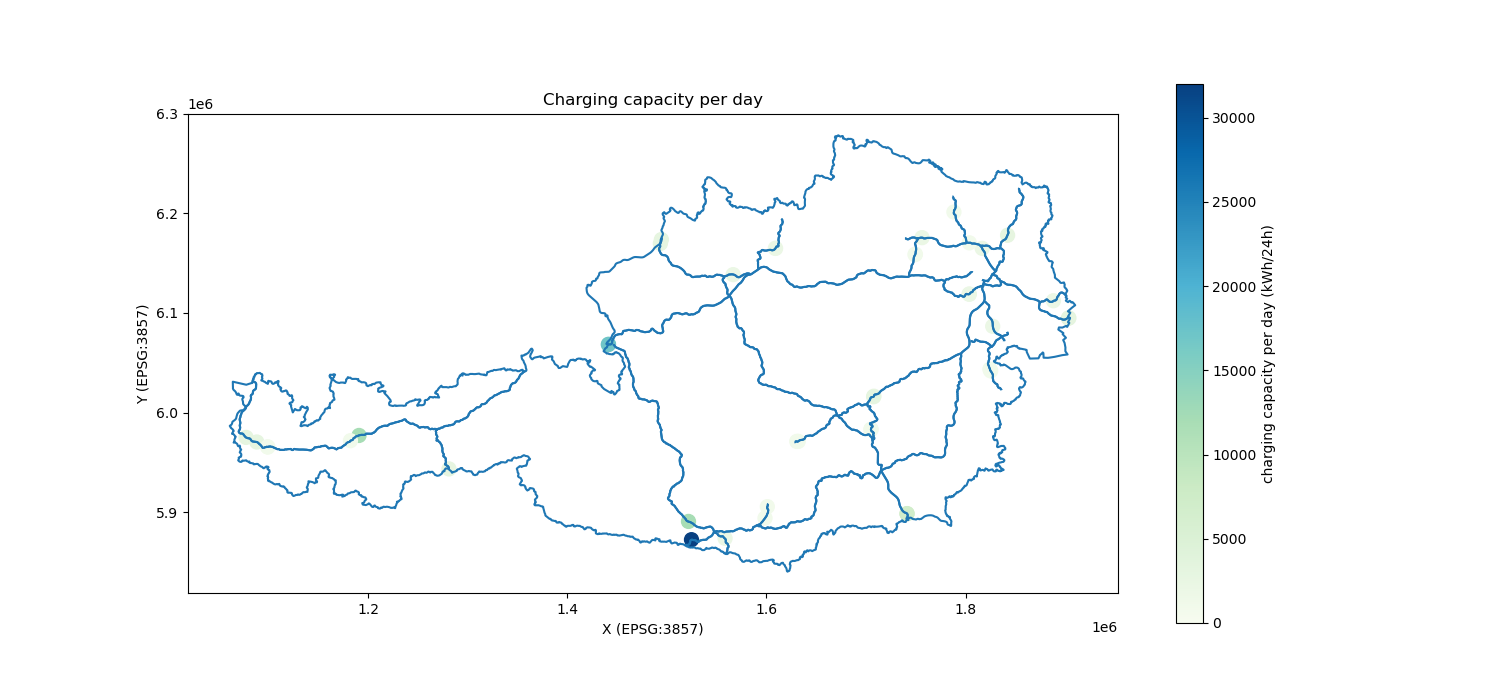 Charging capacity per day
1e6
6.3
6.2
6.1
6.0
5.9
Y (EPSG:3857)
1.2
1.4
1.6
1.8
1e6
X (EPSG:3857)
30000
25000
20000
15000
10000
5000
0
charging capacity per day (kWh/24h)